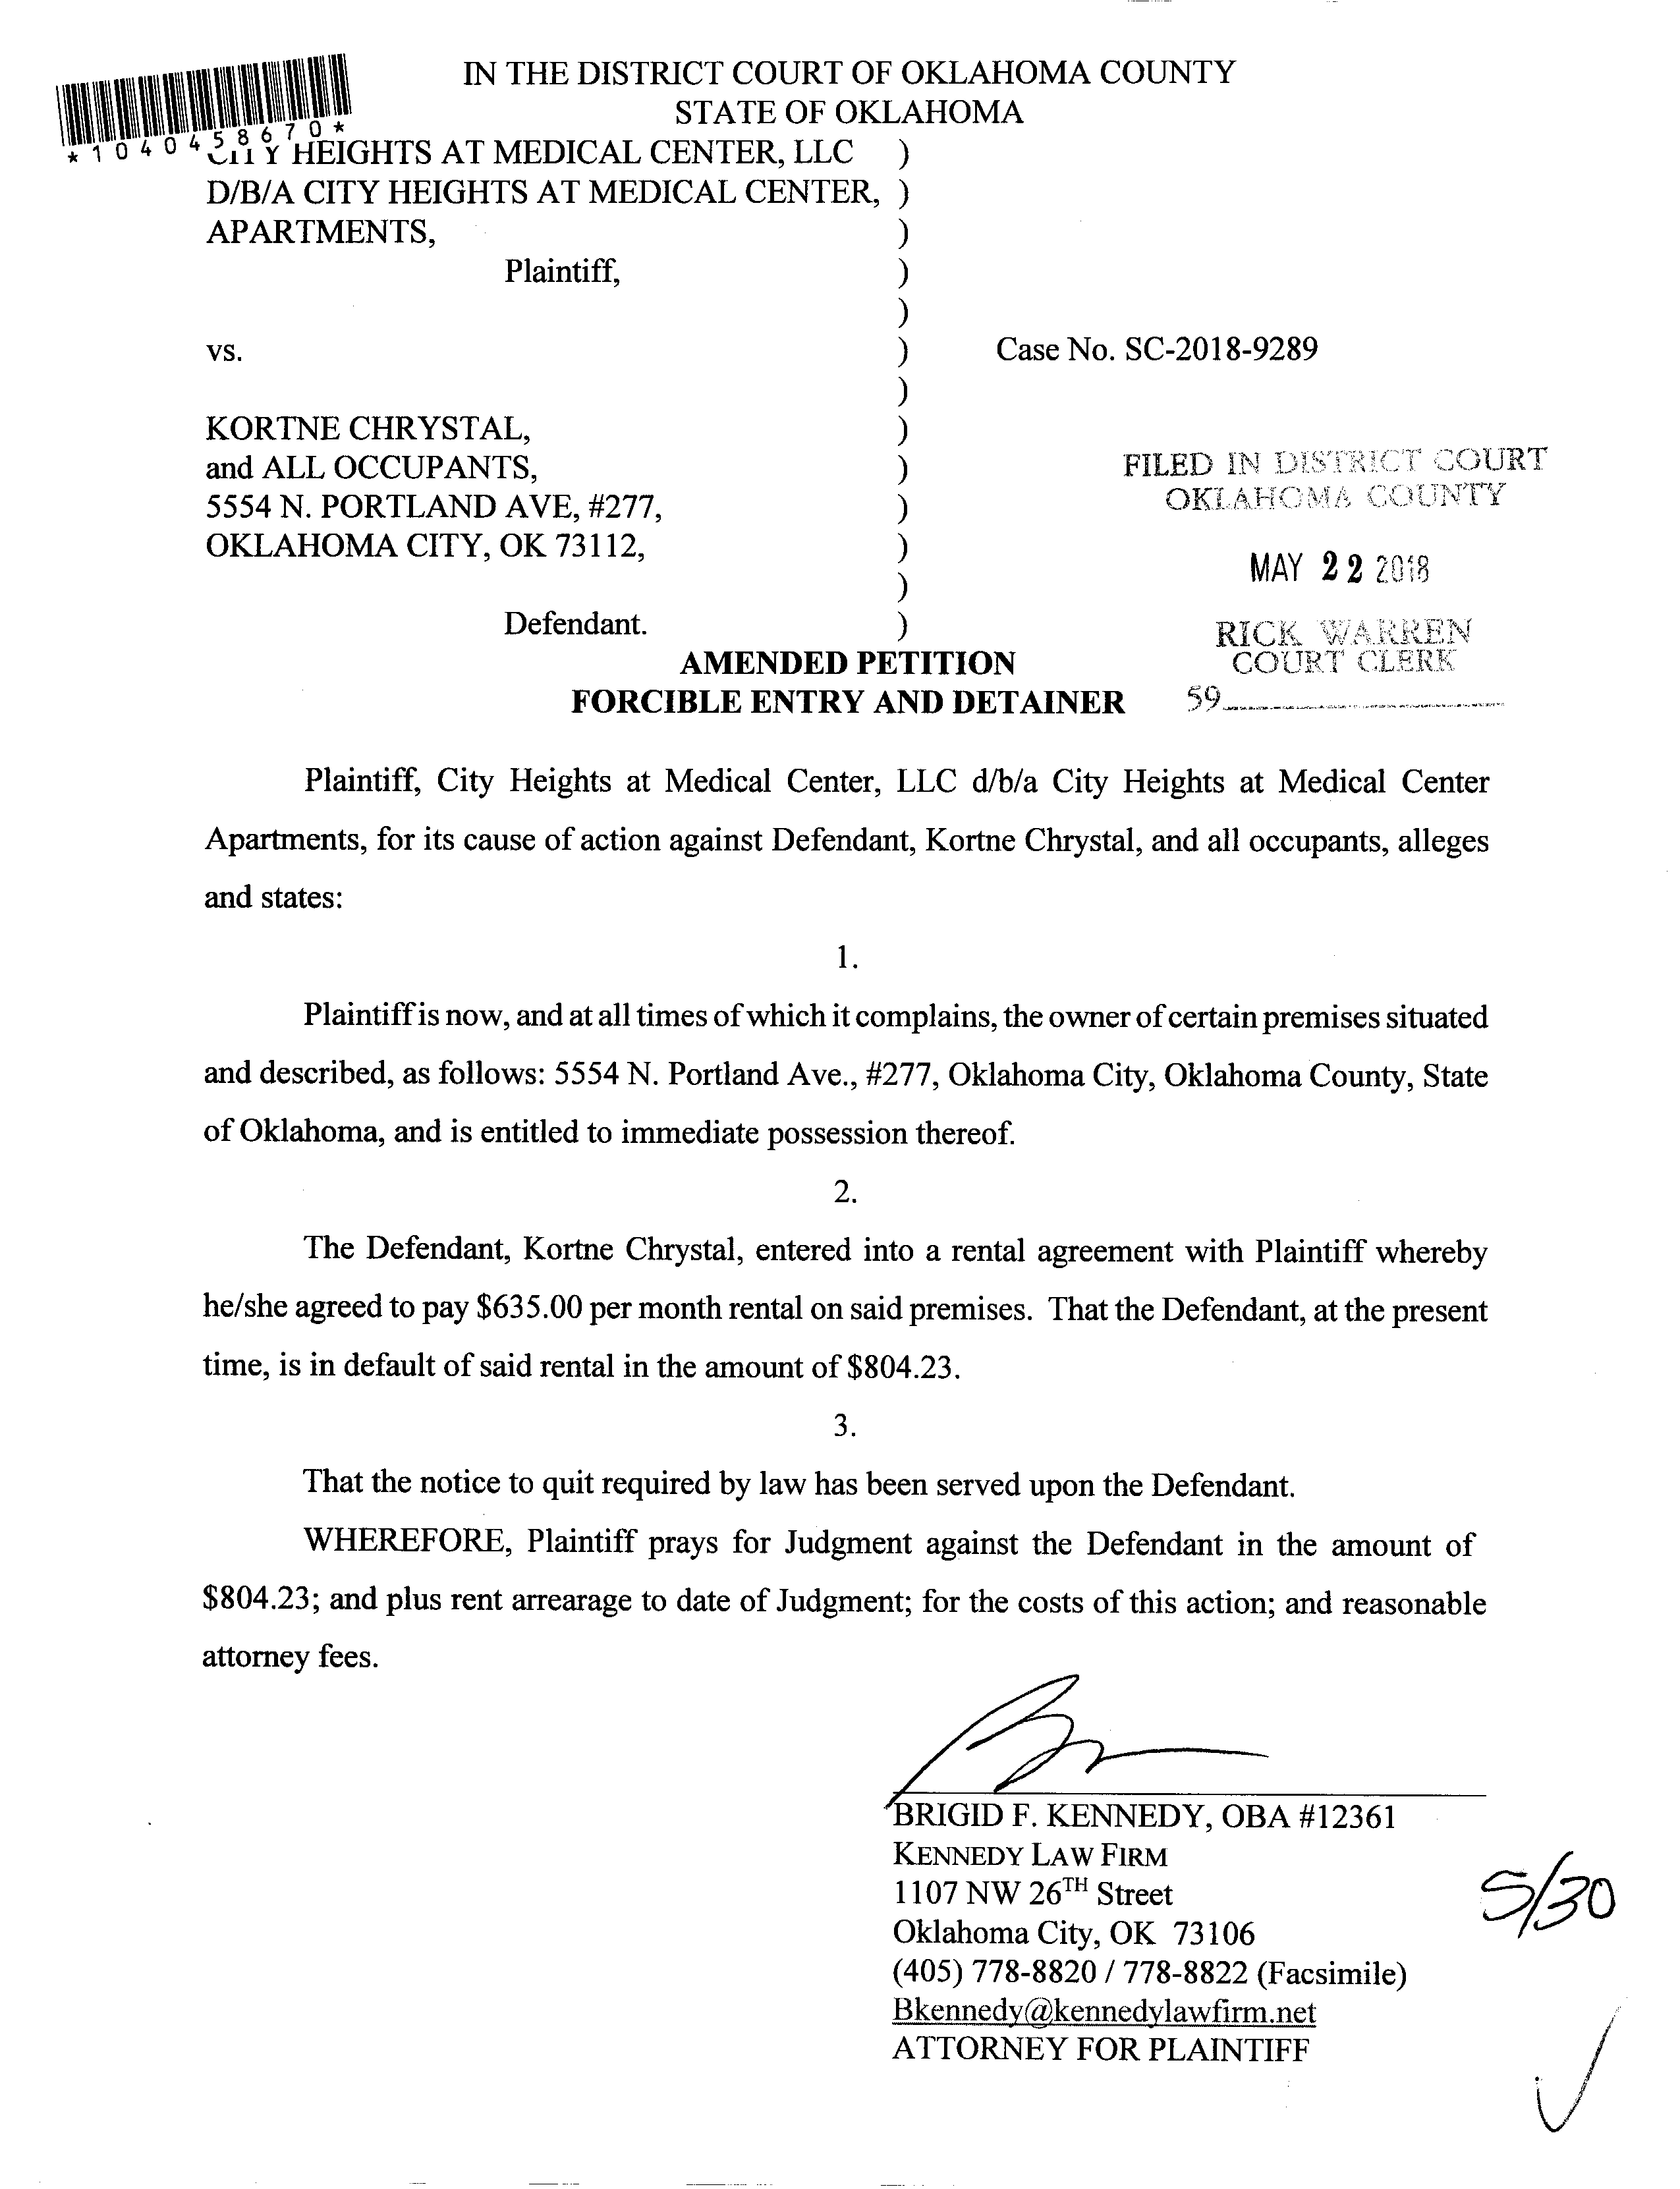 IN THE DISTRICT COURT OF OKLAHOMA COUNTY
STATE OF OKLAHOMA
*1040458670*
CITY HEIGHTS AT MEDICAL CENTER, LLC )
D/B/A CITY HEIGHTS AT MEDICAL CENTER, )
APARTMENTS, )
Plaintiff, )
)
vs. ) Case No. SC-2018-9289
)
KORTNE CHRYSTAL, )
and ALL OCCUPANTS, )
5554 N. PORTLAND AVE, #277, )
OKLAHOMA CITY, OK 73112, )
)
Defendant. )
FILED IN DISTRICT COURT
OKLAHOMA COUNTY
MAY 22 2018
RICK WARREN
COURT CLERK
59
AMENDED PETITION
FORCIBLE ENTRY AND DETAINER
Plaintiff, City Heights at Medical Center, LLC d/b/a City Heights at Medical Center
Apartments, for its cause of action against Defendant, Kortne Chrystal, and all occupants, alleges
and states:
1.
Plaintiff is now, and at all times of which it complains, the owner of certain premises situated
and described, as follows: 5554 N. Portland Ave., #277, Oklahoma City, Oklahoma County, State
of Oklahoma, and is entitled to immediate possession thereof.
2.
The Defendant, Kortne Chrystal, entered into a rental agreement with Plaintiff whereby
he/she agreed to pay $635.00 per month rental on said premises. That the Defendant, at the present
time, is in default of said rental in the amount of $804.23.
3.
That the notice to quit required by law has been served upon the Defendant.
WHEREFORE, Plaintiff prays for Judgment against the Defendant in the amount of
$804.23; and plus rent arrearage to date of Judgment; for the costs of this action; and reasonable
attorney fees.
BRIGID F. KENNEDY, OBA #12361
KENNEDY LAW FIRM
1107 NW 26TH Street
Oklahoma City, OK 73106
(405) 778-8820 / 778-8822 (Facsimile)
Bkennedy@kennedylawfirm.net
ATTORNEY FOR PLAINTIFF
5/30